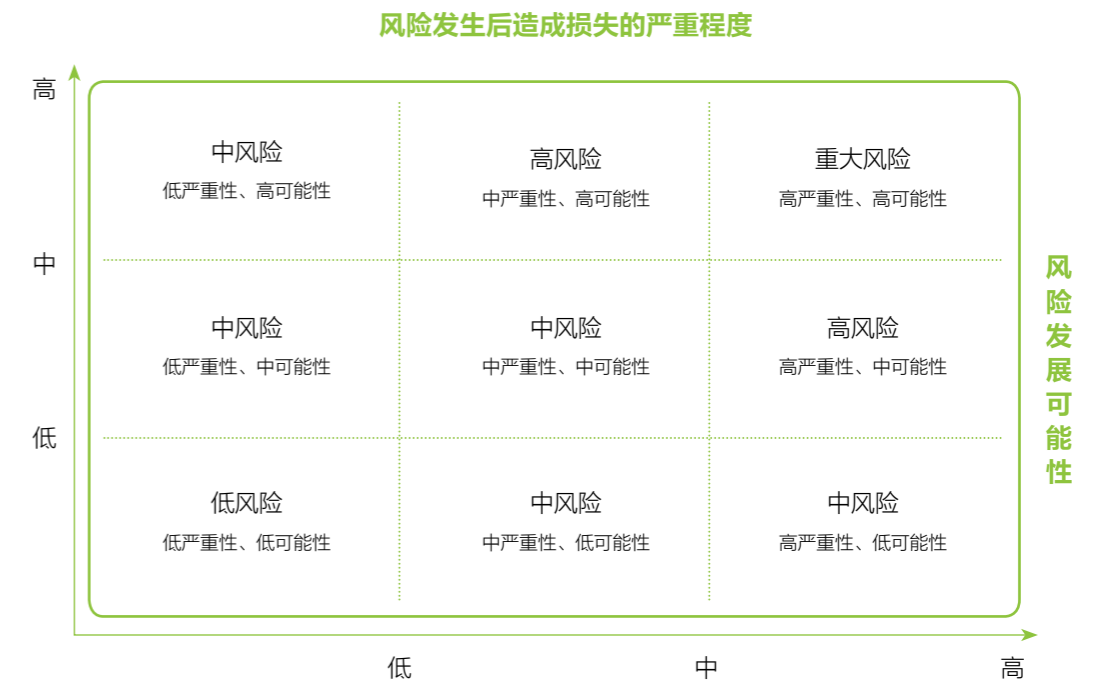 风险发生后造成损失的严重程度
高
中风险
低严重性、高可能性
高风险
中严重性、高可能性
重大风险
高严重性、高可能性
中
中风险
低严重性、中可能性
中风险
中严重性、中可能性
高风险
高严重性、中可能性
低
低风险
低严重性、低可能性
中风险
中严重性、低可能性
中风险
高严重性、低可能性
低
中
高
风险发展可能性